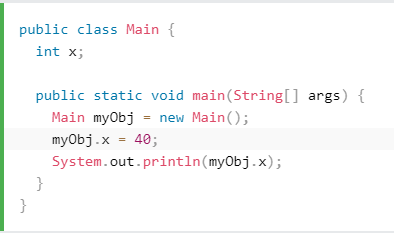 public class Main {
  int x;

  public static void main(String[] args) {
    Main myObj = new Main();
    myObj.x = 40;
    System.out.println(myObj.x);
  }
}